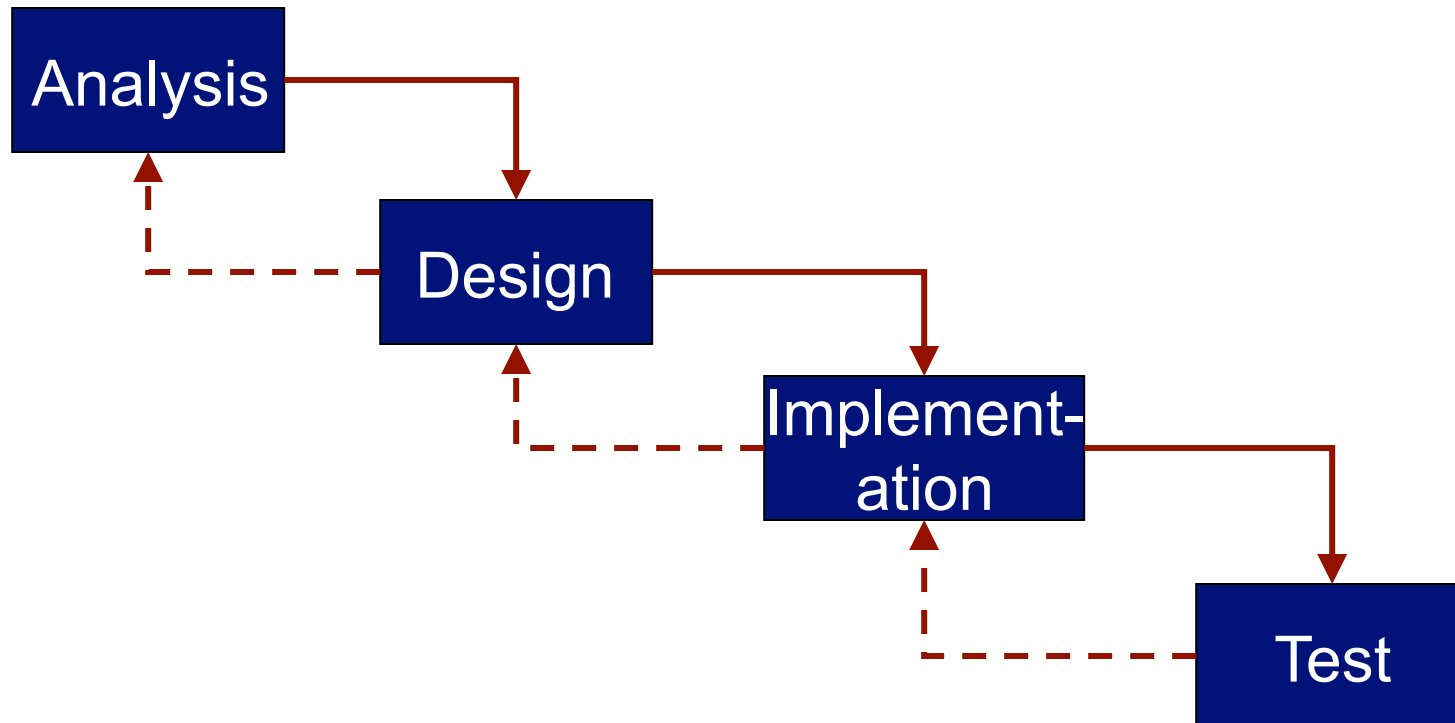 Analysis
Design
Implement-
ation
Test